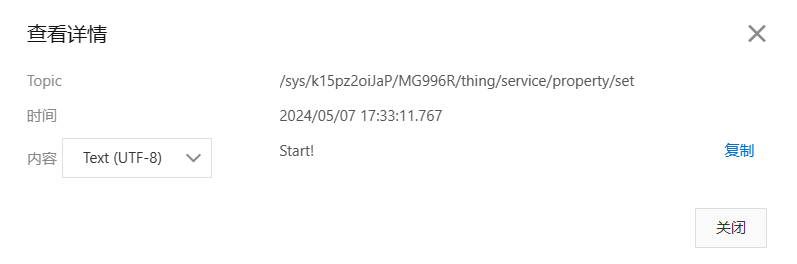 查看详情
Topic /sys/k15pz2oiJaP/MG996R/thing/service/property/set
时间 2024/05/07 17:33:11.767
内容 Text (UTF-8) Start! 复制
关闭